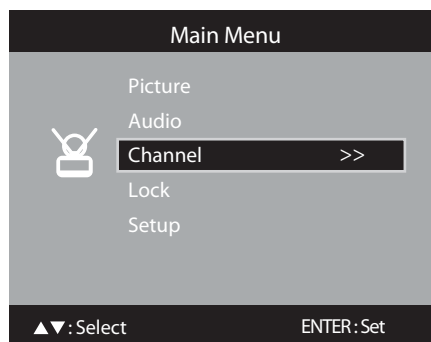 Main Menu
Picture
Audio
Channel >>
Lock
Setup
▲▼: Select ENTER: Set